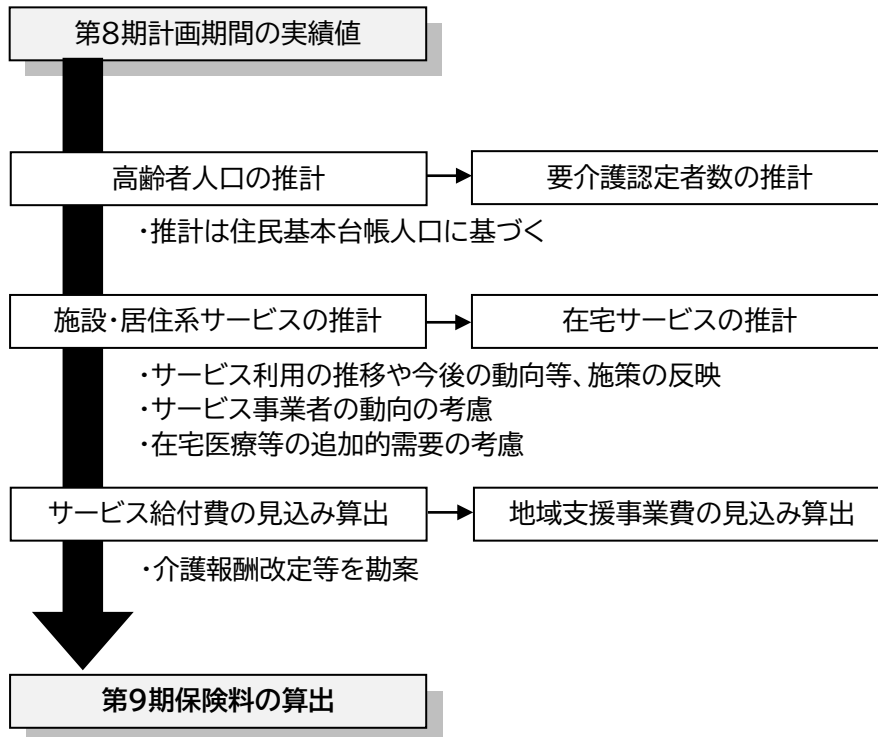 第8期計画期間の実績値
高齢者人口の推計
要介護認定者数の推計
・推計は住民基本台帳人口に基づく
施設・居住系サービスの推計
在宅サービスの推計
・サービス利用の推移や今後の動向等、施策の反映
・サービス事業者の動向の考慮
・在宅医療等の追加的需要の考慮
サービス給付費の見込み算出
地域支援事業費の見込み算出
・介護報酬改定等を勘案
第9期保険料の算出